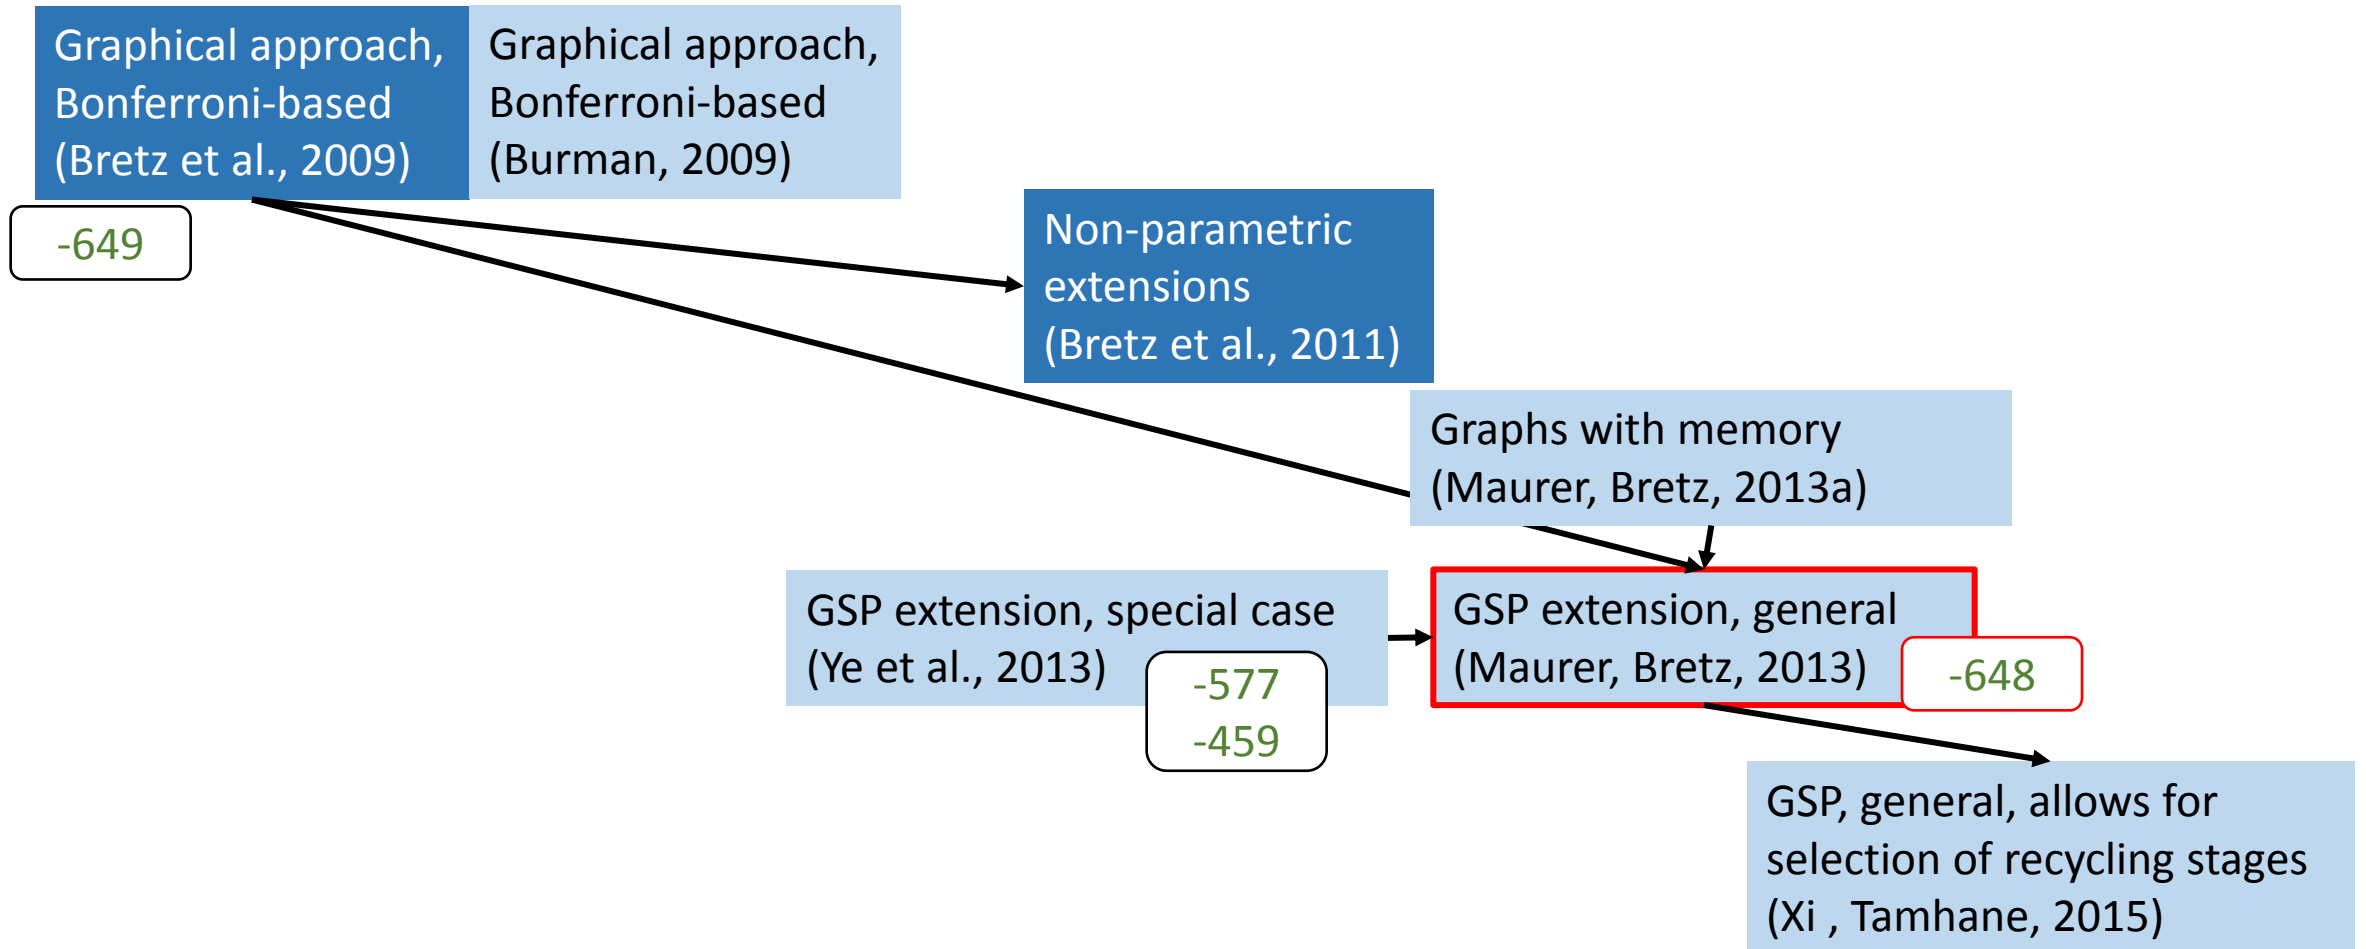 Graphical approach,
Bonferroni-based
(Bretz et al., 2009)
Graphical approach,
Bonferroni-based
(Burman, 2009)
-649
Non-parametric
extensions
(Bretz et al., 2011)
Graphs with memory
(Maurer, Bretz, 2013a)
GSP extension, special case
(Ye et al., 2013)
-577
-459
GSP extension, general
(Maurer, Bretz, 2013)
-648
GSP, general, allows for
selection of recycling stages
(Xi , Tamhane, 2015)